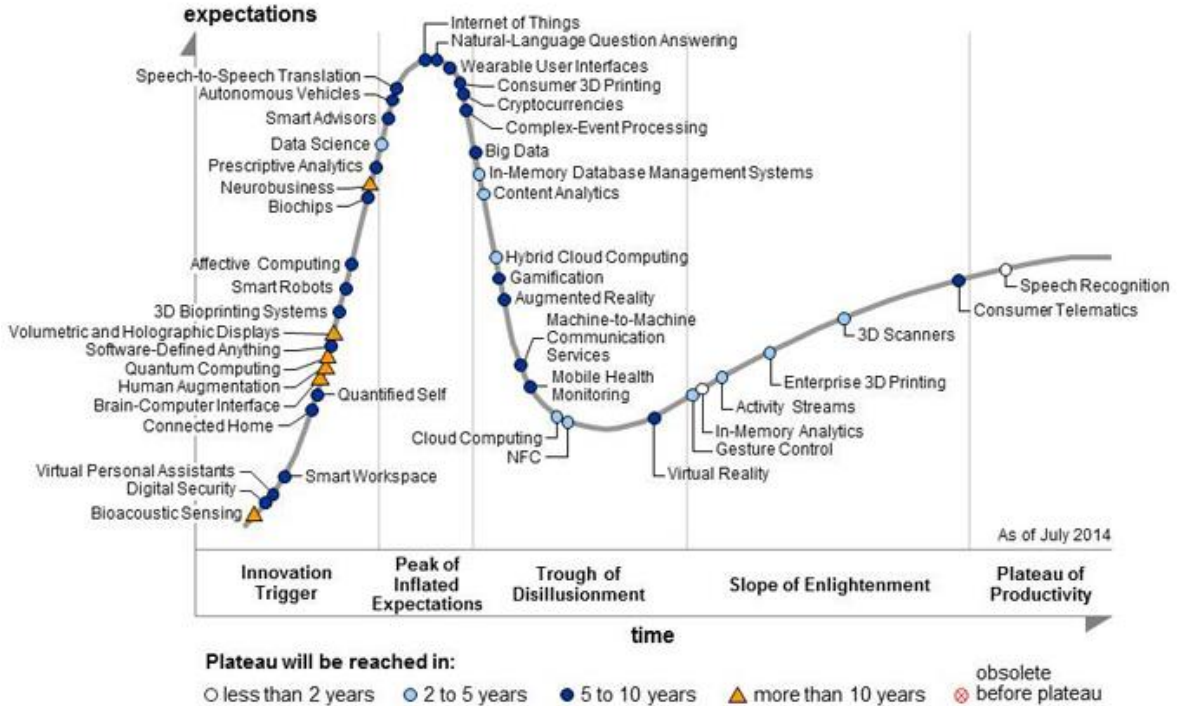 expectations
Internet of Things
Natural-Language Question Answering
Wearable User Interfaces
Speech-to-Speech Translation
Consumer 3D Printing
Autonomous Vehicles
Cryptocurrencies
Smart Advisors
Complex-Event Processing
Data Science
Big Data
Prescriptive Analytics
In-Memory Database Management Systems
Neurobusiness
Content Analytics
Biochips
Hybrid Cloud Computing
Affective Computing
Gamification
Smart Robots
Augmented Reality
3D Bioprinting Systems
Machine-to-Machine
Communication
Services
Volumetric and Holographic Displays
Software-Defined Anything
Quantum Computing
Mobile Health
Monitoring
Human Augmentation
Brain-Computer Interface
Quantified Self
Connected Home
Cloud Computing
NFC
Virtual Personal Assistants
Smart Workspace
Digital Security
Bioacoustic Sensing
Speech Recognition
Consumer Telematics
3D Scanners
Enterprise 3D Printing
Activity Streams
In-Memory Analytics
Gesture Control
Virtual Reality
As of July 2014
Innovation
Trigger
Peak of
Inflated
Expectations
Trough of
Disillusionment
Slope of Enlightenment
Plateau of
Productivity
time
Plateau will be reached in:
less than 2 years
2 to 5 years
5 to 10 years
more than 10 years
obsolete
before plateau